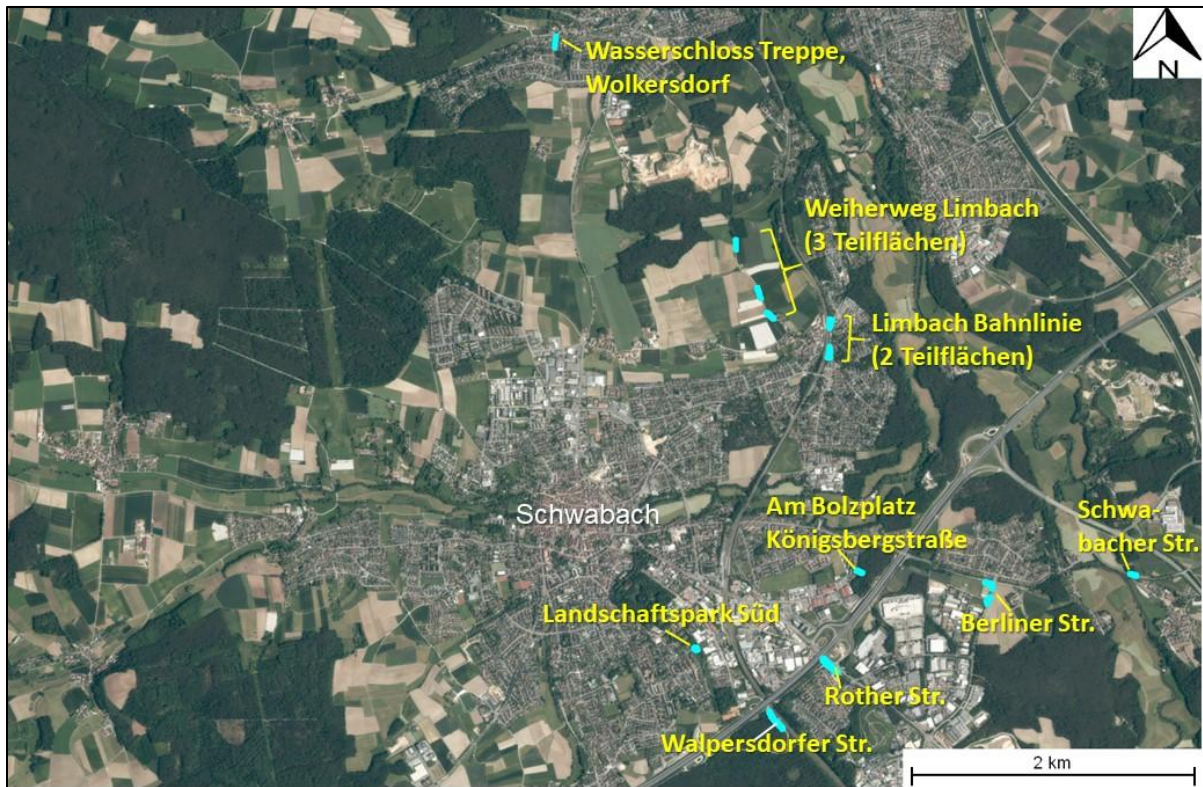 N
Wasserschloss Treppe,
Wolkersdorf
Weiherweg Limbach
(3 Teilflächen)
Limbach Bahnlinie
(2 Teilflächen)
Schwabach
Am Bolzplatz
Königsbergstraße
Schwa-
bacher Str.
Landschaftspark Süd
Berliner Str.
Rother Str.
Walpersdorfer Str.
2 km